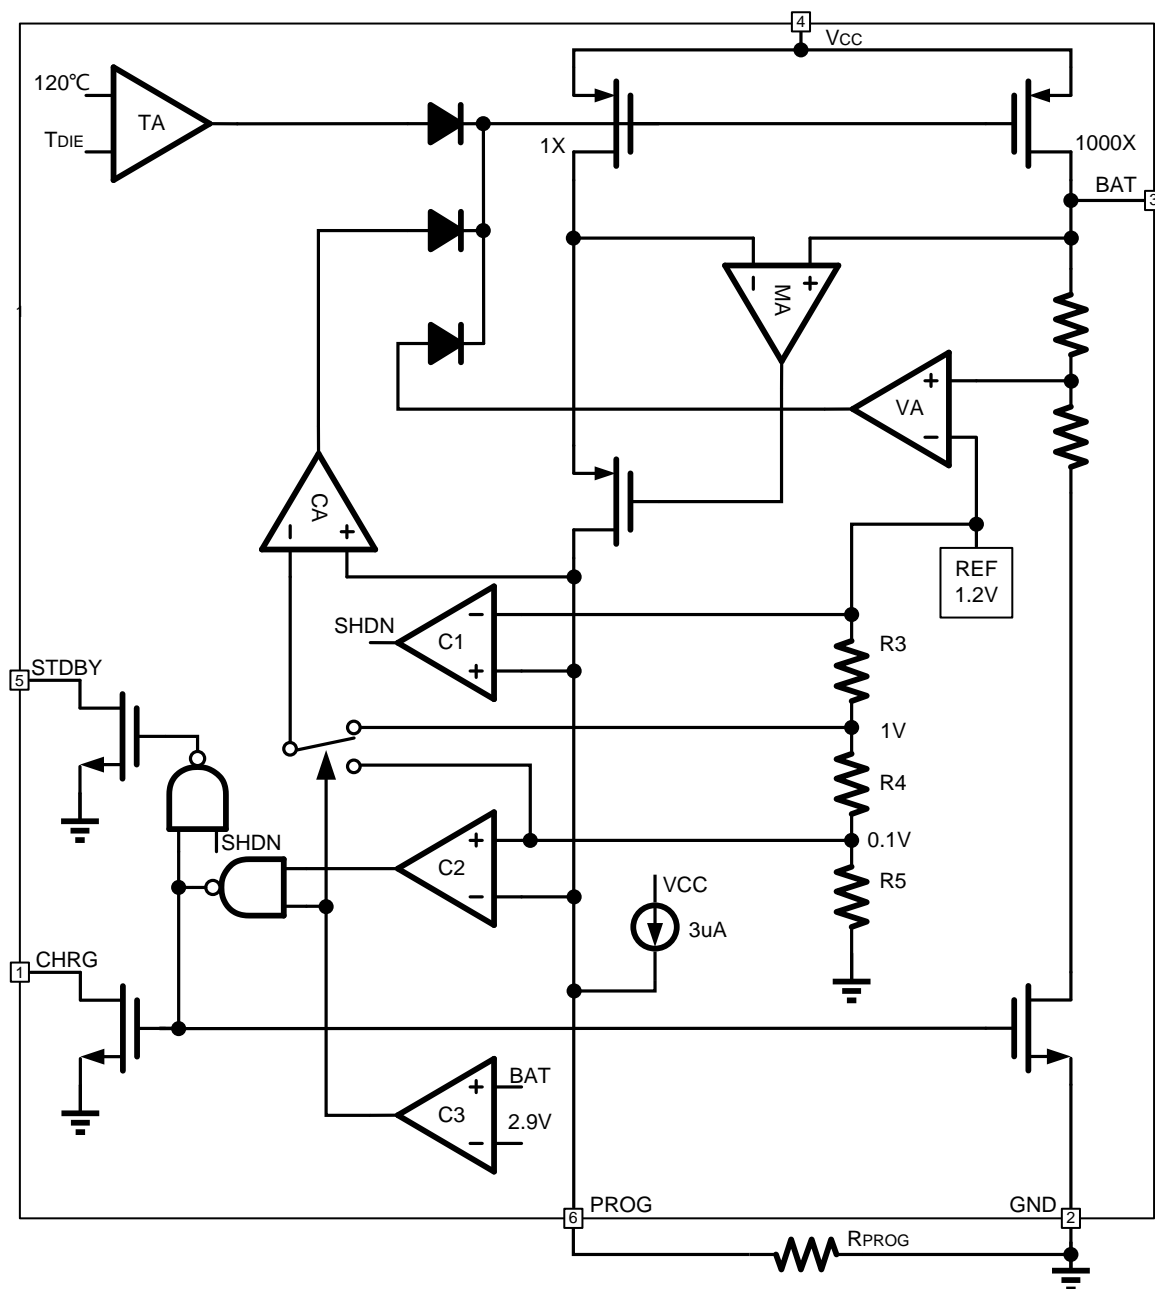 4
VCC
120℃
TA
TDIE
1X
1000X
BAT
3
− MA +
+
VA
−
− CA +
REF
1.2V
SHDN
−
C1
+
R3
STDBY
5
1V
R4
SHDN
+
C2
−
0.1V
R5
VCC
3uA
CHRG
1
+
BAT
C3
2.9V
−
PROG
GND
6
2
RPROG